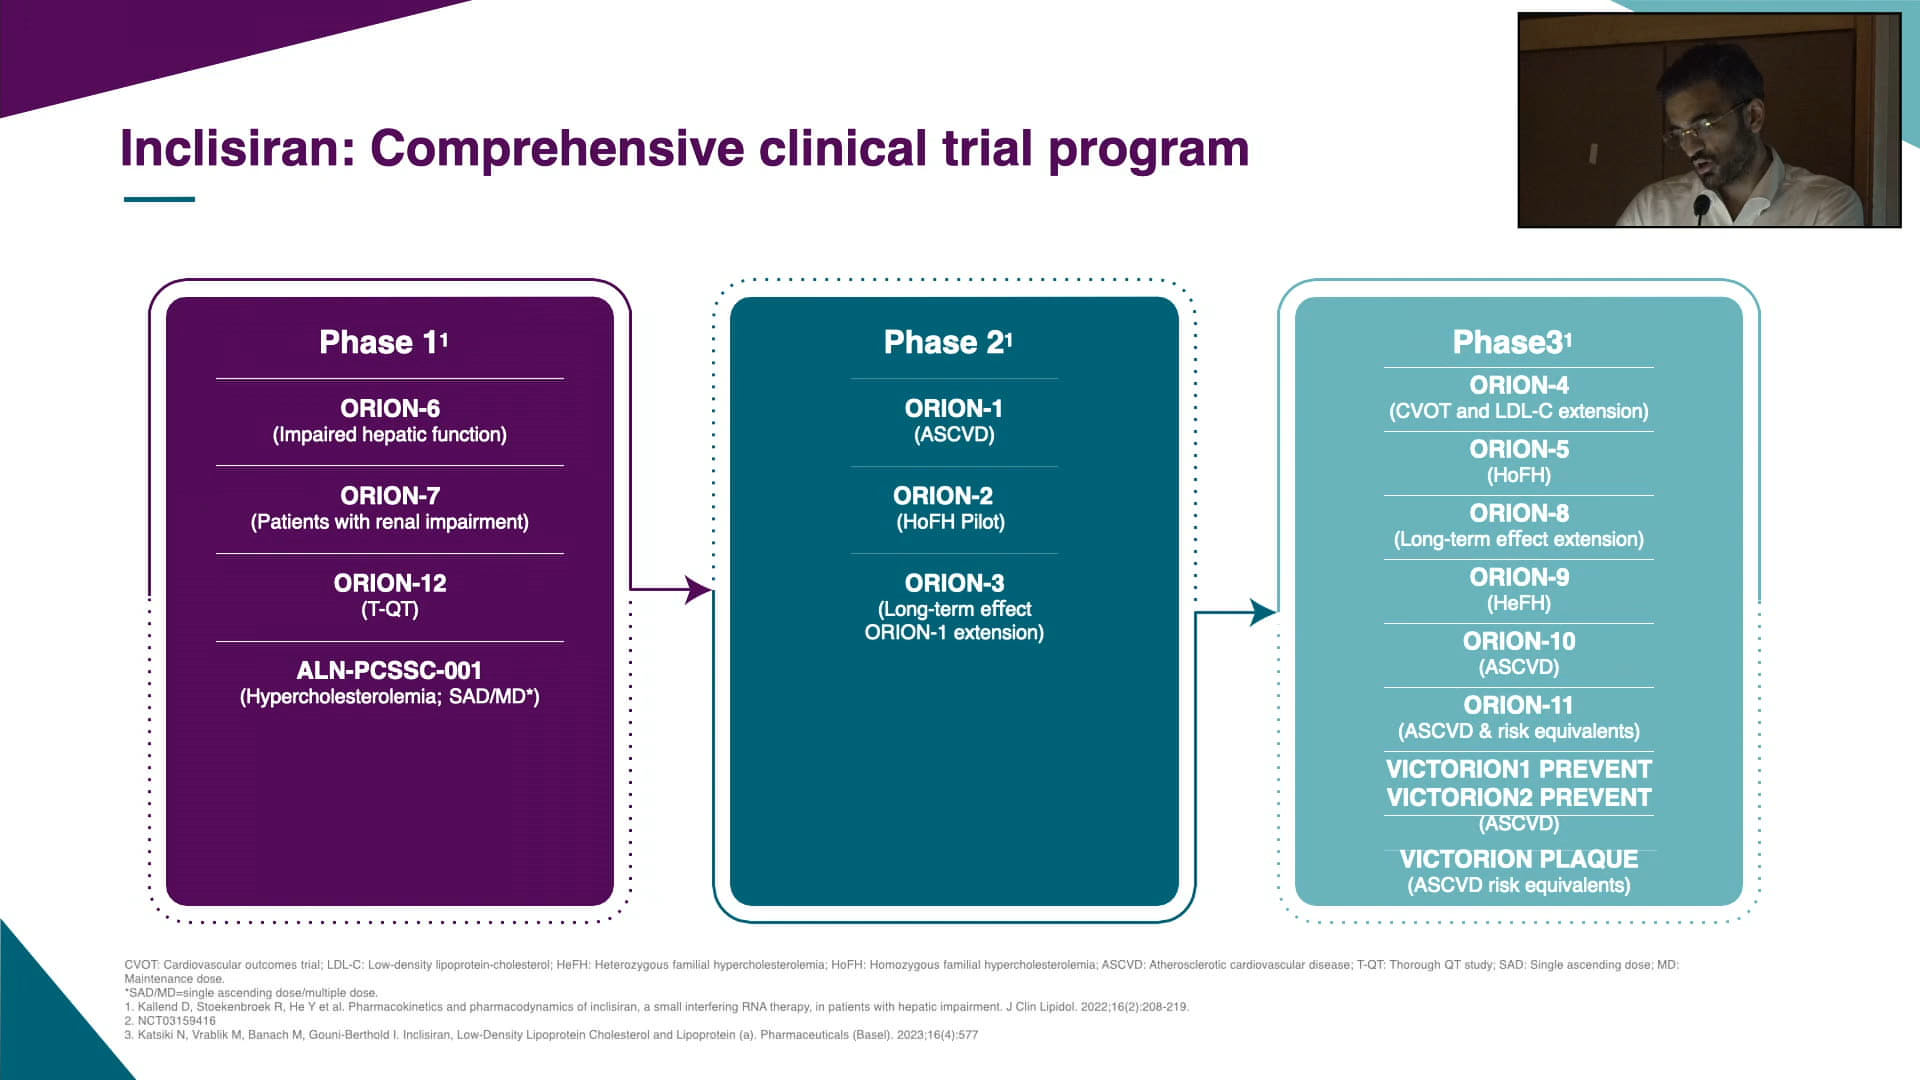 Inclisiran: Comprehensive clinical trial program
Phase 1¹
ORION-6
(Impaired hepatic function)
ORION-7
(Patients with renal impairment)
ORION-12
(T-QT)
ALN-PCSSC-001
(Hypercholesterolemia; SAD/MD*)
Phase 2¹
ORION-1
(ASCVD)
ORION-2
(HoFH Pilot)
ORION-3
(Long-term effect
ORION-1 extension)
Phase3¹
ORION-4
(CVOT and LDL-C extension)
ORION-5
(HoFH)
ORION-8
(Long-term effect extension)
ORION-9
(HeFH)
ORION-10
(ASCVD)
ORION-11
(ASCVD & risk equivalents)
VICTORION1 PREVENT
VICTORION2 PREVENT
(ASCVD)
VICTORION PLAQUE
(ASCVD risk equivalents)
CVOT: Cardiovascular outcomes trial; LDL-C: Low-density lipoprotein-cholesterol; HeFH: Heterozygous familial hypercholesterolemia; HoFH: Homozygous familial hypercholesterolemia; ASCVD: Atherosclerotic cardiovascular disease; T-QT: Thorough QT study; SAD: Single ascending dose; MD:
Maintenance dose.
*SAD/MD=single ascending dose/multiple dose.
1. Kallend D, Stoekenbroek R, He Y et al. Pharmacokinetics and pharmacodynamics of inclisiran, a small interfering RNA therapy, in patients with hepatic impairment. J Clin Lipidol. 2022;16(2):208-219.
2. NCT03159416
3. Katsiki N, Vrablik M, Banach M, Gouni-Berthold I. Inclisiran, Low-Density Lipoprotein Cholesterol and Lipoprotein (a). Pharmaceuticals (Basel). 2023;16(4):577